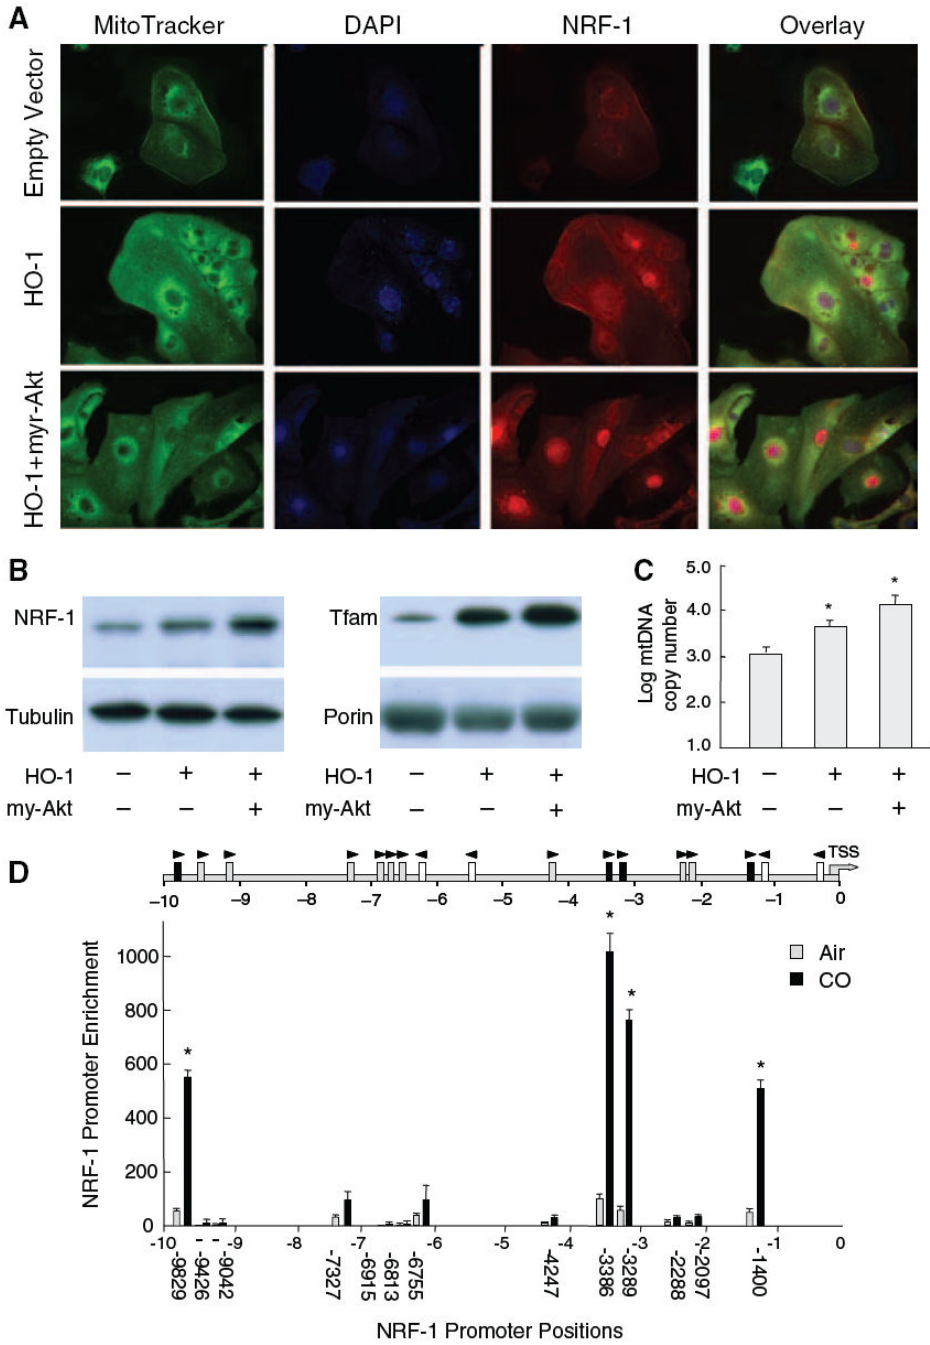 A
MitoTracker DAPI NRF-1 Overlay
Empty Vector
HO-1
HO-1+myr-Akt
B
NRF-1
Tubulin
HO-1 – + +
my-Akt – – +
Tfam
Porin
HO-1 – + +
my-Akt – – +
C
Log mtDNA
copy number
5.0
4.0
3.0
2.0
1.0
* *
HO-1 – + +
my-Akt – – +
D
TSS
–10 –9 –8 –7 –6 –5 –4 –3 –2 –1 0
NRF-1 Promoter Enrichment
1000
800
600
400
200
0
* * * *
Air
CO
-10 -9 -8 -7 -6 -5 -4 -3 -2 -1 0
-9829 -9426 -9042 -7327 -6915 -6813 -6755 -4247 -3386 -3289 -2288 -2097 -1400
NRF-1 Promoter Positions